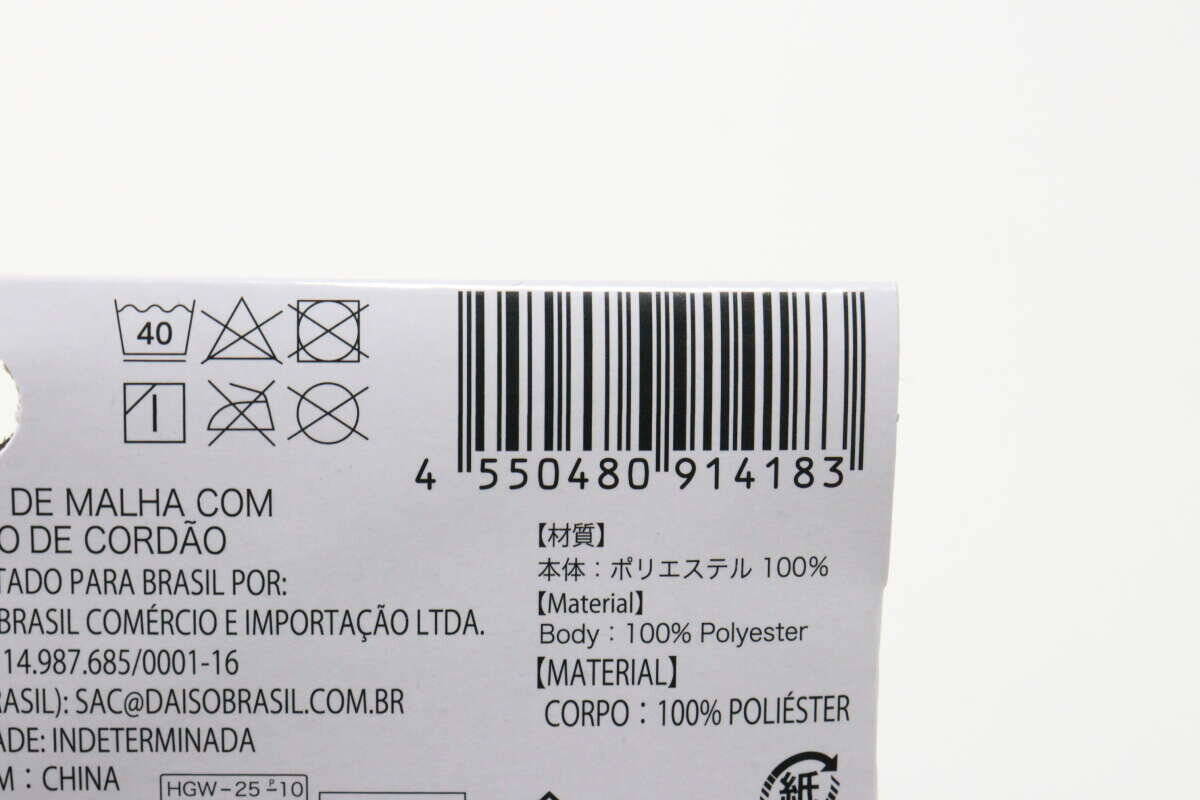 40
4 550480 914183
DE MALHA COM
O DE CORDÃO
TADO PARA BRASIL POR:
BRASIL COMÉRCIO E IMPORTAÇÃO LTDA.
14.987.685/0001-16
RASIL): SAC@DAISOBRASIL.COM.BR
ADE: INDETERMINADA
M : CHINA
HGW-25 P-10
【材質】
本体：ポリエステル 100%
【Material】
Body : 100% Polyester
【MATERIAL】
CORPO : 100% POLIÉSTER
紙